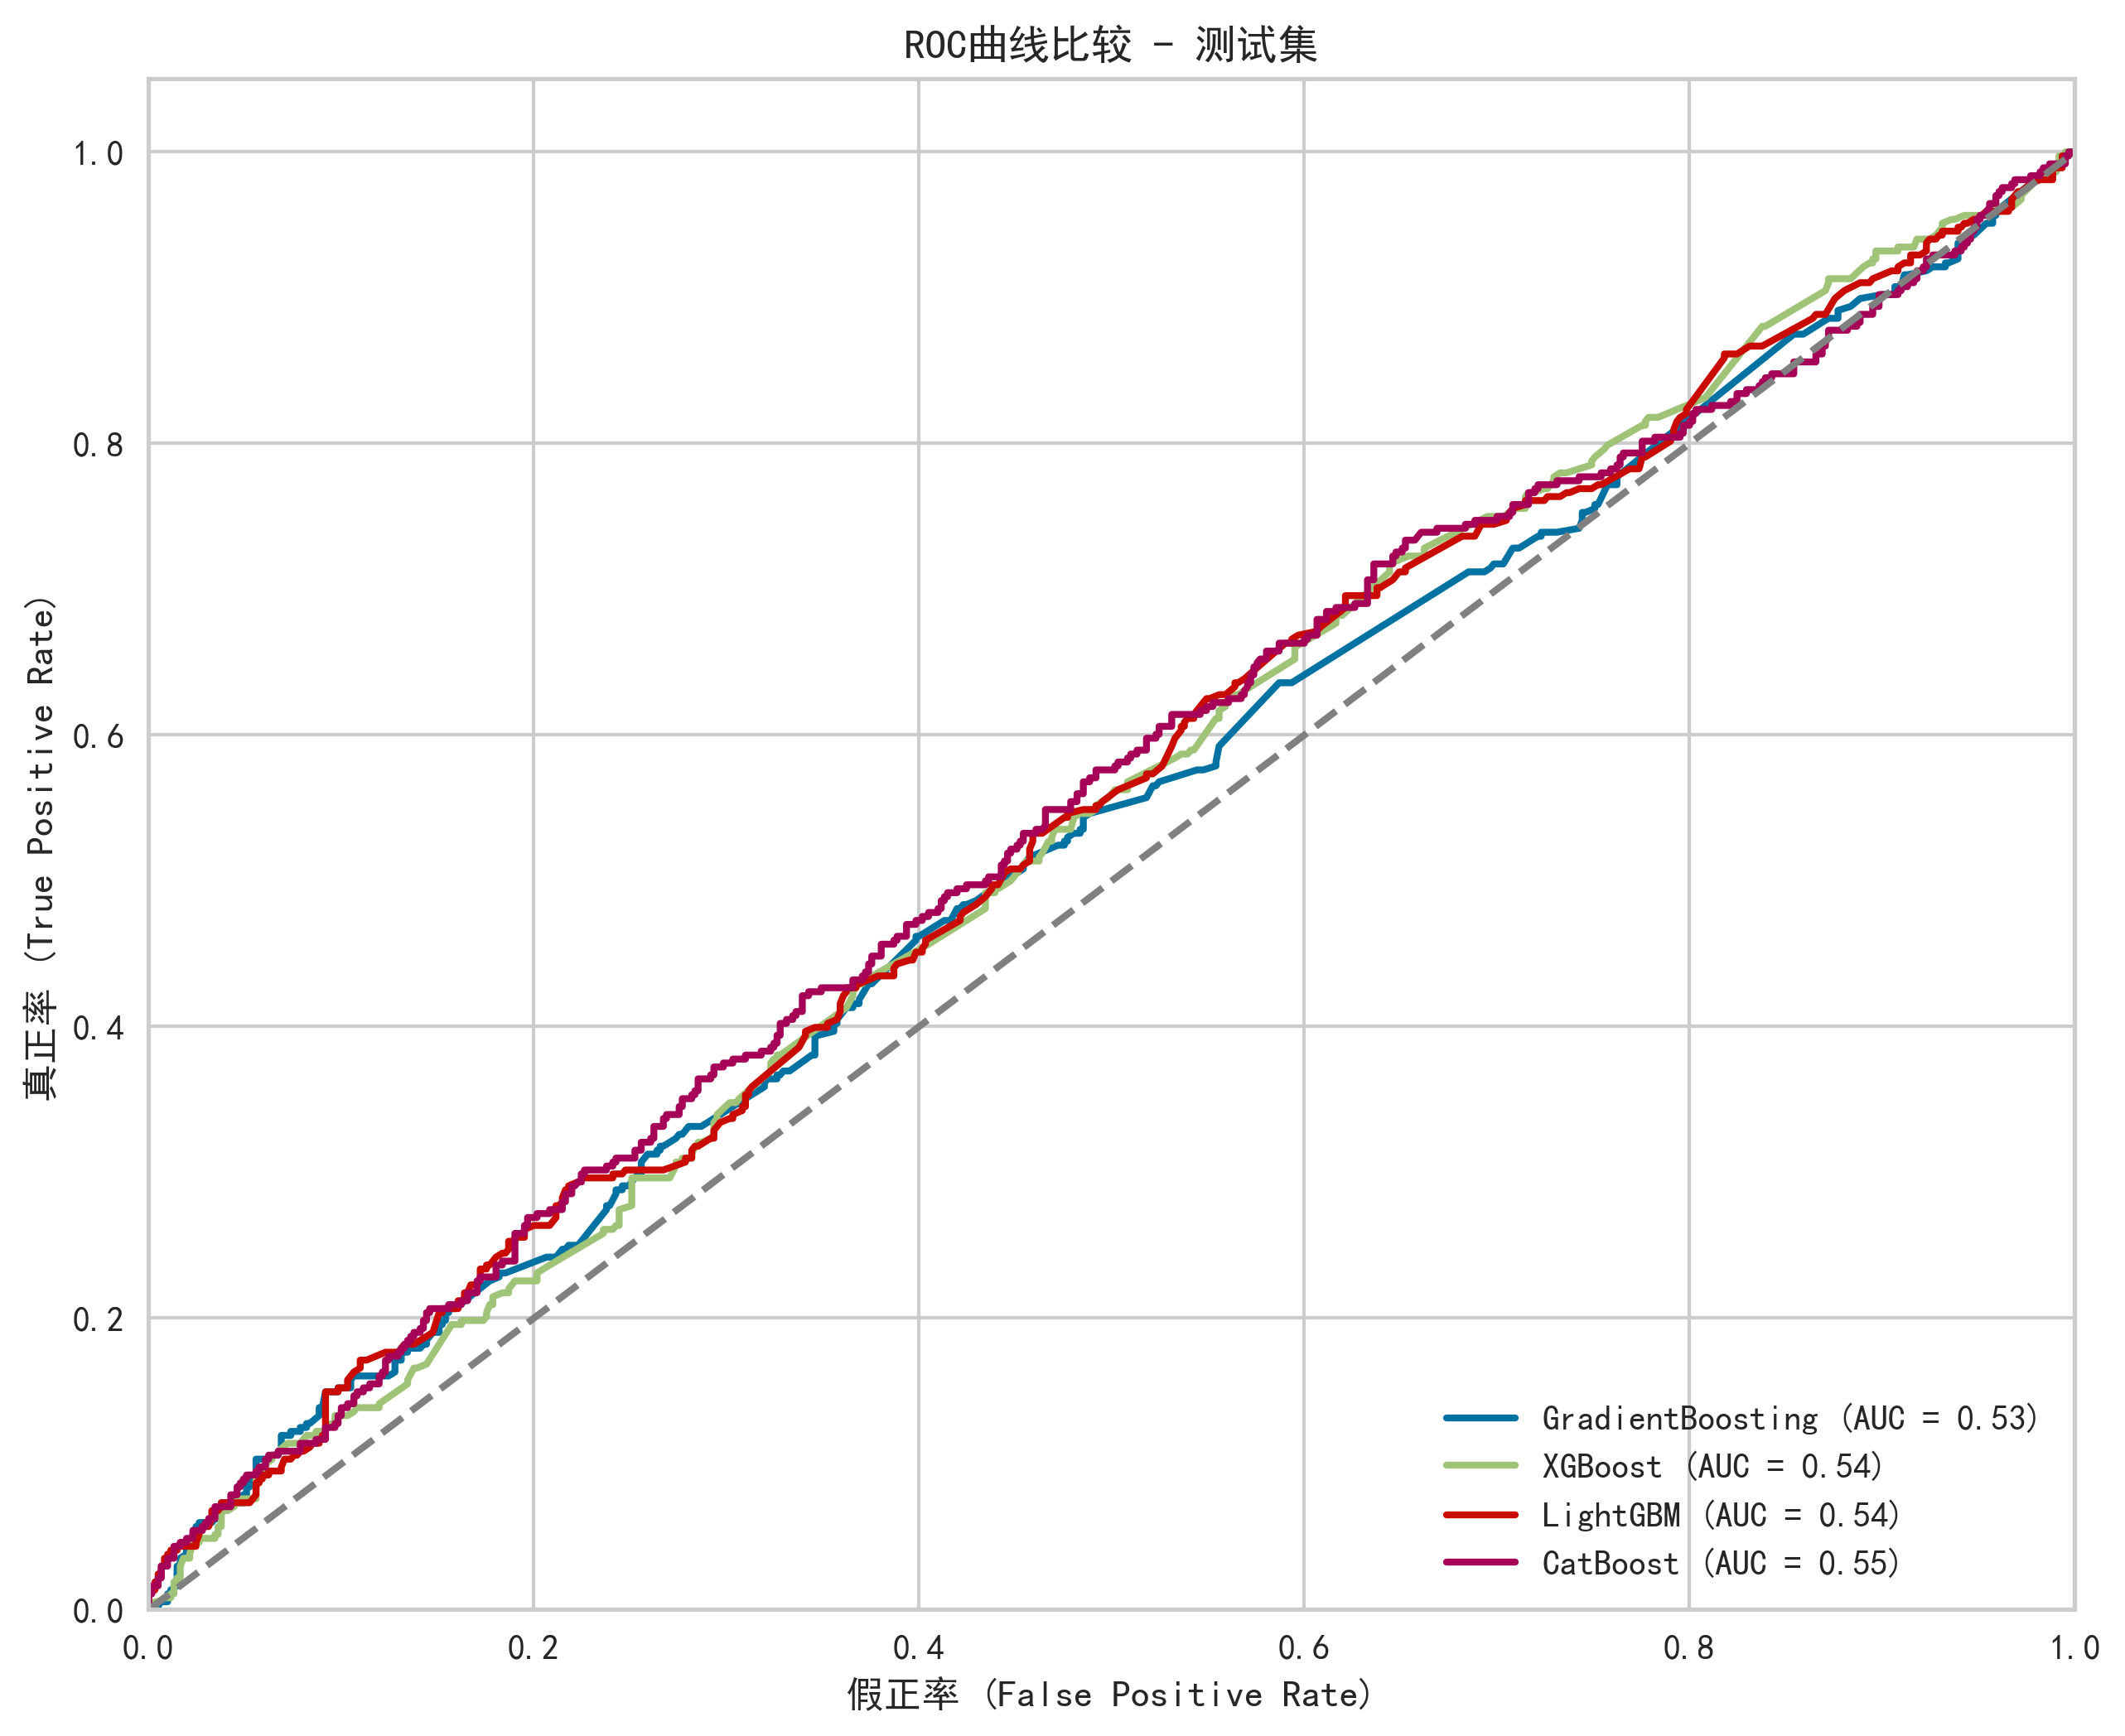 ROC曲线比较 - 测试集
真正率 (True Positive Rate)
1.0
0.8
0.6
0.4
0.2
0.0
0.0 0.2 0.4 0.6 0.8 1.0
假正率 (False Positive Rate)
GradientBoosting (AUC = 0.53)
XGBoost (AUC = 0.54)
LightGBM (AUC = 0.54)
CatBoost (AUC = 0.55)